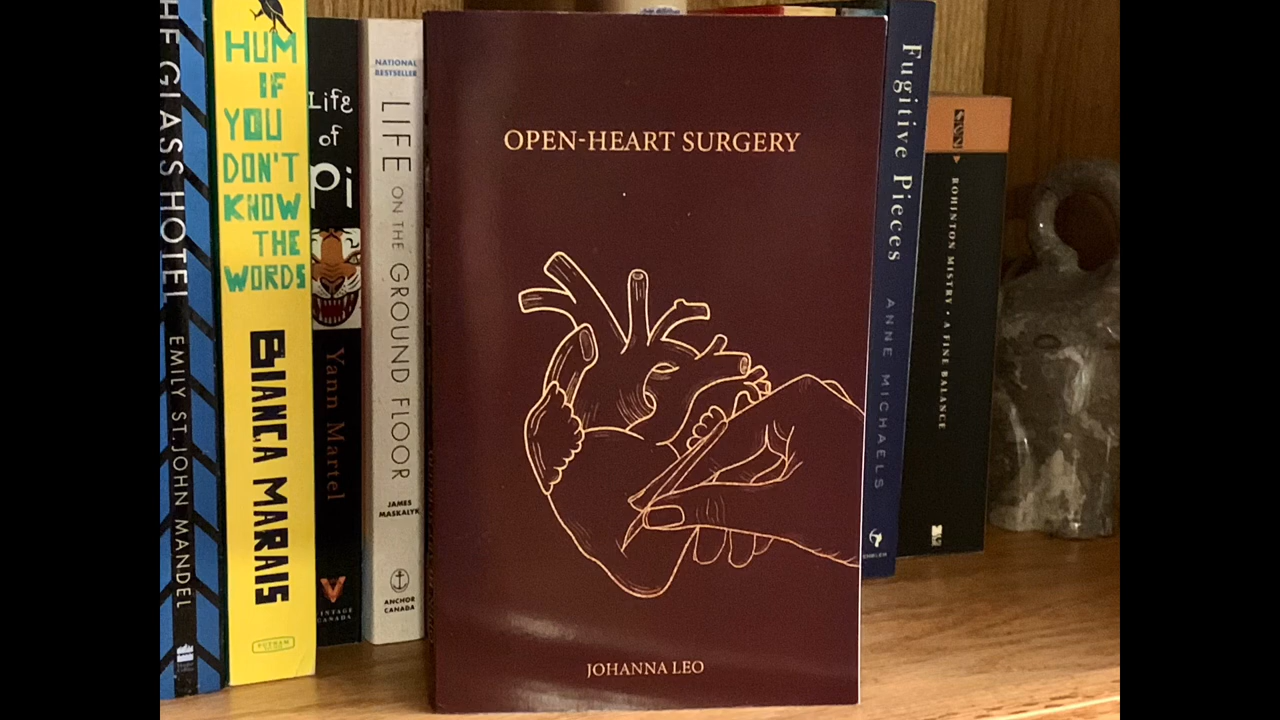 THE GLASS HOTEL EMILY ST. JOHN MANDEL
HUM
IF
YOU
DON'T
KNOW
THE
WORDS
BIANCA MARAIS
PUTNAM
Life
of
Pi
Yann Martel
VINTAGE
CANADA
NATIONAL
BESTSELLER
LIFE ON THE GROUND FLOOR
JAMES
MASKALYK
ANCHOR
CANADA
OPEN-HEART SURGERY
JOHANNA LEO
Fugitive Pieces ANNE MICHAELS
ROHINTON MISTRY • A FINE BALANCE